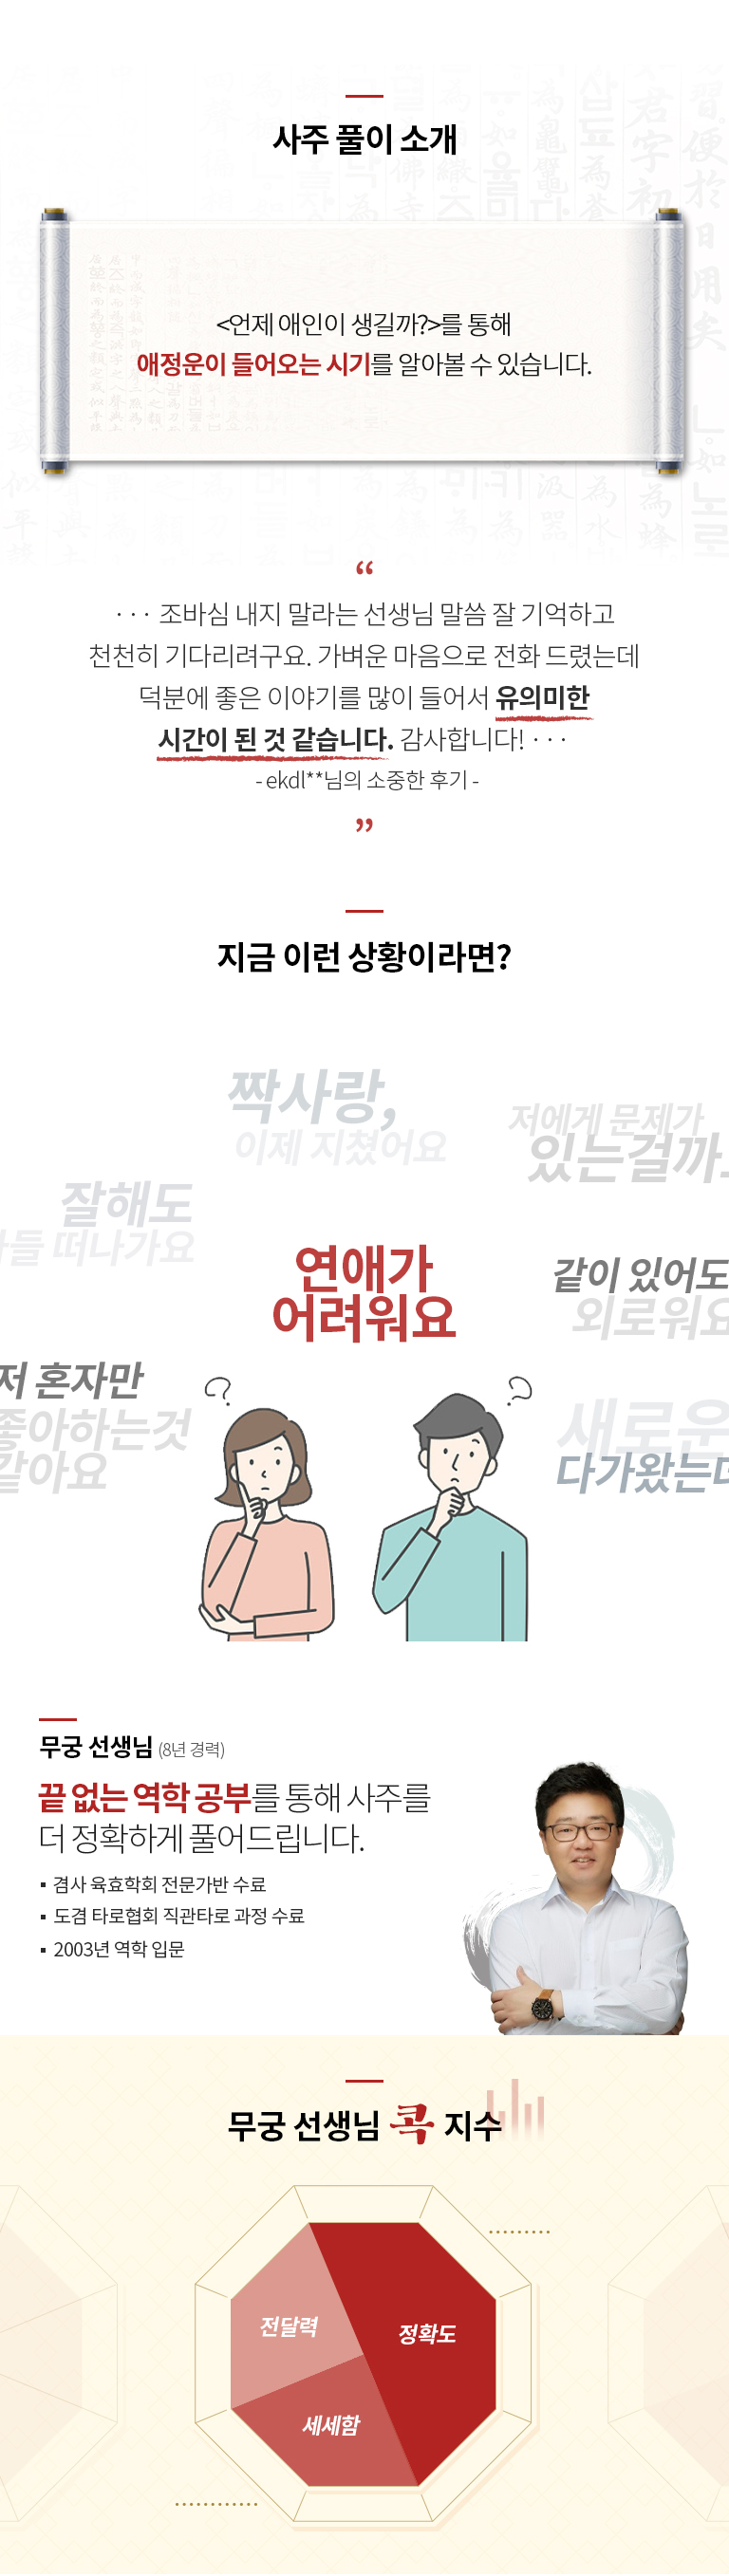 사주 풀이 소개
<언제 애인이 생길까?>를 통해
애정운이 들어오는 시기를 알아볼 수 있습니다.
“
··· 조바심 내지 말라는 선생님 말씀 잘 기억하고
천천히 기다리려구요. 가벼운 마음으로 전화 드렸는데
덕분에 좋은 이야기를 많이 들어서 유의미한
시간이 된 것 같습니다. 감사합니다! ···
- ekdl**님의 소중한 후기 -
”
지금 이런 상황이라면?
짝사랑,
이제 지쳤어요
저에게 문제가
있는걸까
잘해도
들 떠나가요
연애가
어려워요
같이 있어도
외로워요
저 혼자만
좋아하는것
같아요
새로운
다가왔는데
무궁 선생님 (8년 경력)
끝 없는 역학 공부를 통해 사주를
더 정확하게 풀어드립니다.
▪ 겸사 육효학회 전문가반 수료
▪ 도겸 타로협회 직관타로 과정 수료
▪ 2003년 역학 입문
무궁 선생님 콕 지수
전달력
정확도
세세함